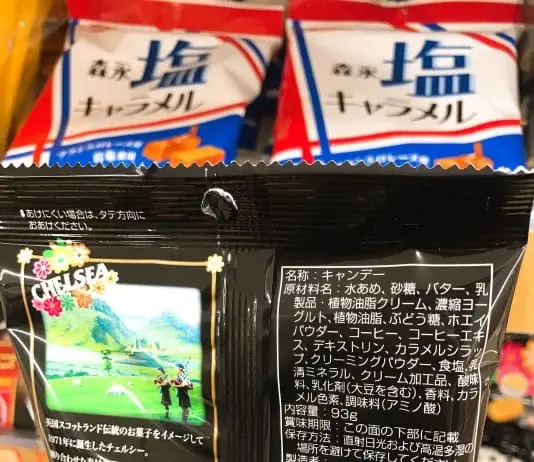 森永
塩
キャラメル
森永
塩
キャラメル
あけにくい場合は、タテ方向に
おあけください。
CHELSEA
英国スコットランド伝統のお菓子をイメージして
1971年に誕生したチェルシー。
名称:キャンデー
原材料名:水あめ、砂糖、バター、乳
製品・植物油脂クリーム、濃縮ヨー
グルト、植物油脂、ぶどう糖、ホエイ
パウダー、コーヒー、コーヒーエキ
ス、デキストリン、カラメルシラッ
プ、クリーミングパウダー、食塩、乳
清ミネラル、クリーム加工品、酸味
料、乳化剤(大豆を含む)、香料、カラ
メル色素、調味料(アミノ酸)
内容量:93g
賞味期限:この面の下部に記載
保存方法:直射日光および高温多湿の
場所を避けて保存してくださ
製造者: